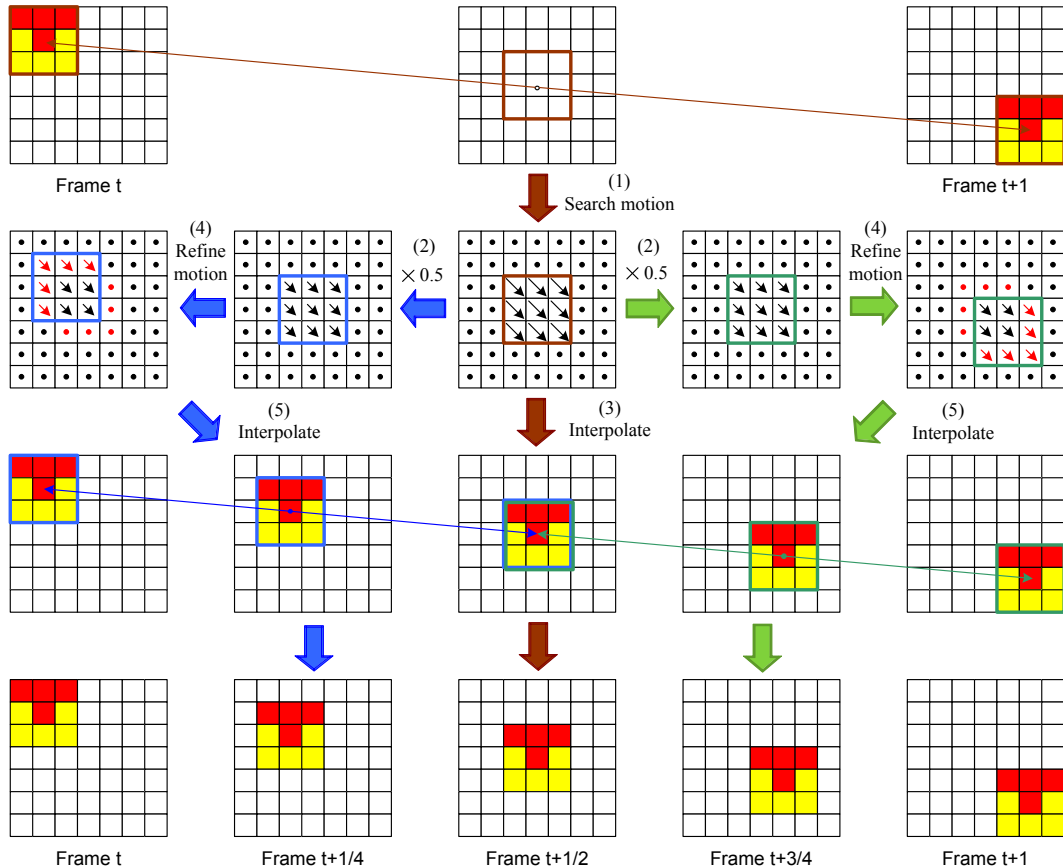 Frame t
Frame t+1
(1)
Search motion
(4)
Refine
motion
(2)
× 0.5
(2)
× 0.5
(4)
Refine
motion
(5)
Interpolate
(3)
Interpolate
(5)
Interpolate
Frame t
Frame t+1/4
Frame t+1/2
Frame t+3/4
Frame t+1